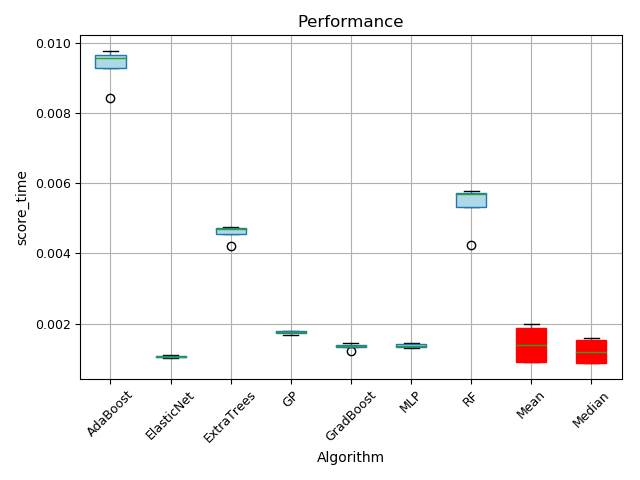 Performance
0.010
0.008
0.006
0.004
0.002
score_time
AdaBoost
ElasticNet
ExtraTrees
GP
GradBoost
MLP
RF
Mean
Median
Algorithm